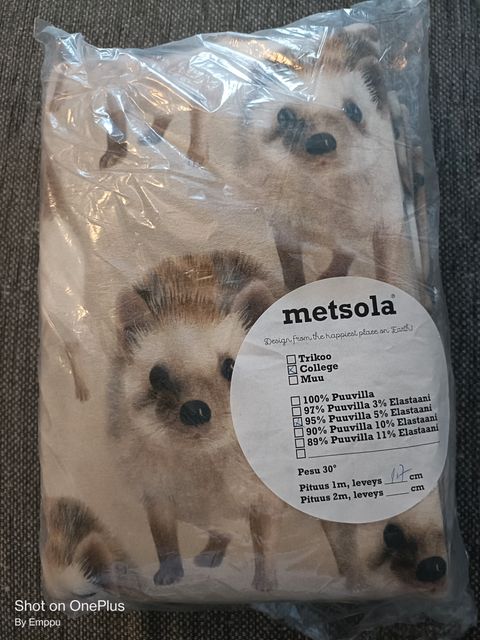 metsola®
Design from the happiest place on Earth!
Trikoo
College
Muu
100% Puuvilla
97% Puuvilla 3% Elastaani
95% Puuvilla 5% Elastaani
90% Puuvilla 10% Elastaani
89% Puuvilla 11% Elastaani
Pesu 30°
Pituus 1m, leveys cm
Pituus 2m, leveys cm
Shot on OnePlus
By Emppu